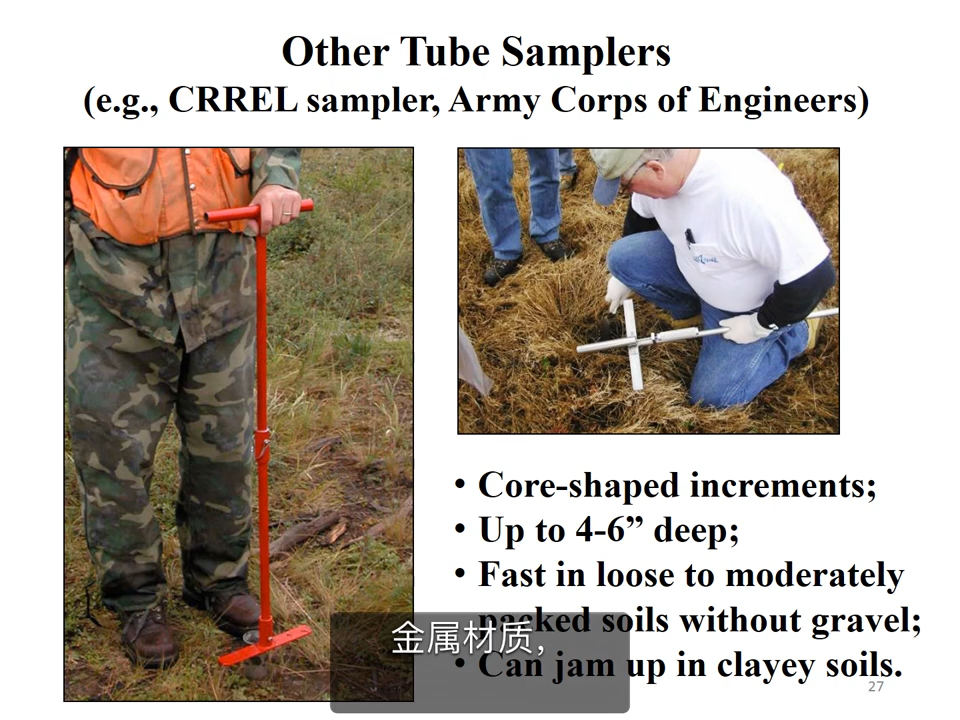 Other Tube Samplers
(e.g., CRREL sampler, Army Corps of Engineers)
• Core-shaped increments;
• Up to 4-6” deep;
• Fast in loose to moderately
packed soils without gravel;
• Can jam up in clayey soils.
金属材质，
27